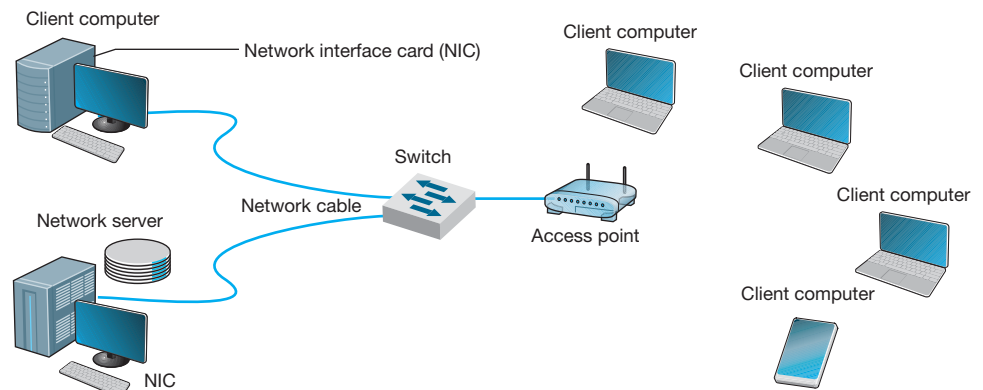 Client computer
Network interface card (NIC)
Client computer
Client computer
Switch
Client computer
Network cable
Network server
Access point
Client computer
NIC